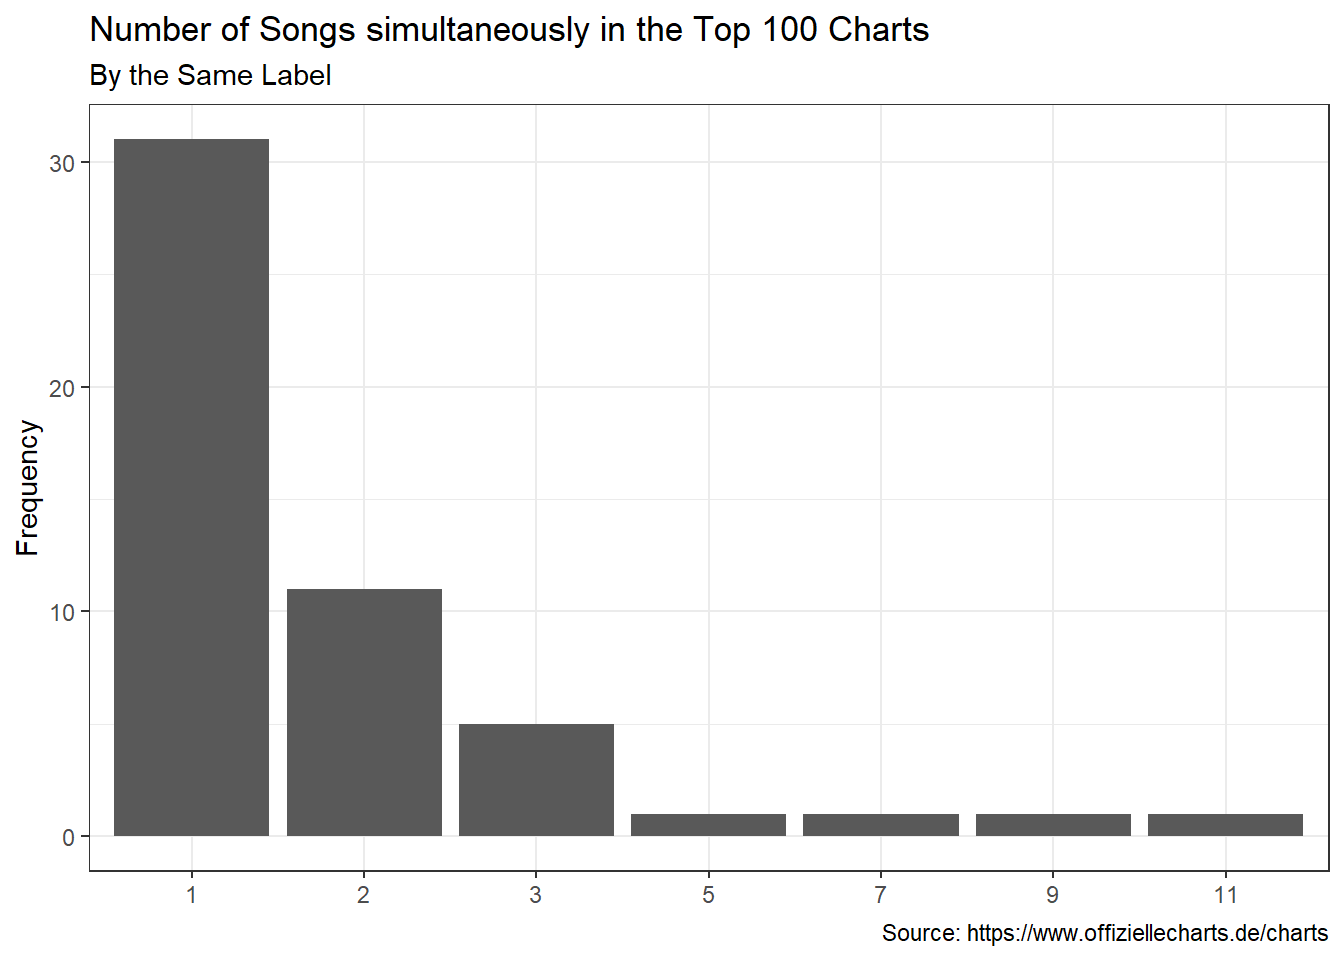 Number of Songs simultaneously in the Top 100 Charts
By the Same Label
Frequency
30
20
10
0
1 2 3 5 7 9 11
Source: https://www.offiziellecharts.de/charts